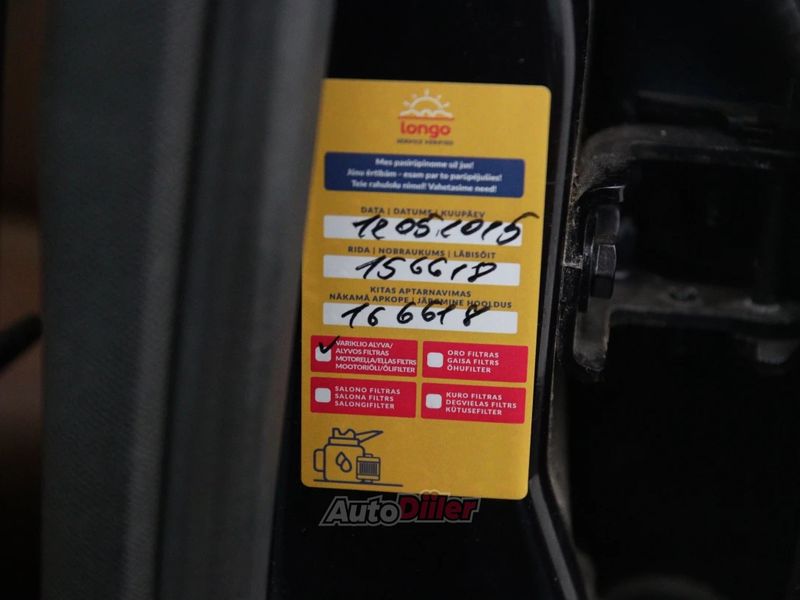 longo
SERVICE VERIFIED
Mes pasirūpinome už jus!
Jūsu ērtībām - esam par to parūpējušies!
Teie rahulolu nimel! Vahetasime need!
DATA | DATUMS | KUUPÄEV
12 05.2025
RIDA | NOBRAUKUMS | LÄBISÕIT
156618
KITAS APTARNAVIMAS
NĀKAMĀ APKOPE | JÄRGMINE HOOLDUS
166618
VARIKLIO ALYVA/
ALYVOS FILTRAS
MOTOREĻĻA/EĻĻAS FILTRS
MOOTORIÕLI/ÕLIFILTER
ORO FILTRAS
GAISA FILTRS
ÕHUFILTER
SALONO FILTRAS
SALONA FILTRS
SALONGIFILTER
KURO FILTRAS
DEGVIELAS FILTRS
KÜTUSEFILTER
AutoDiiler